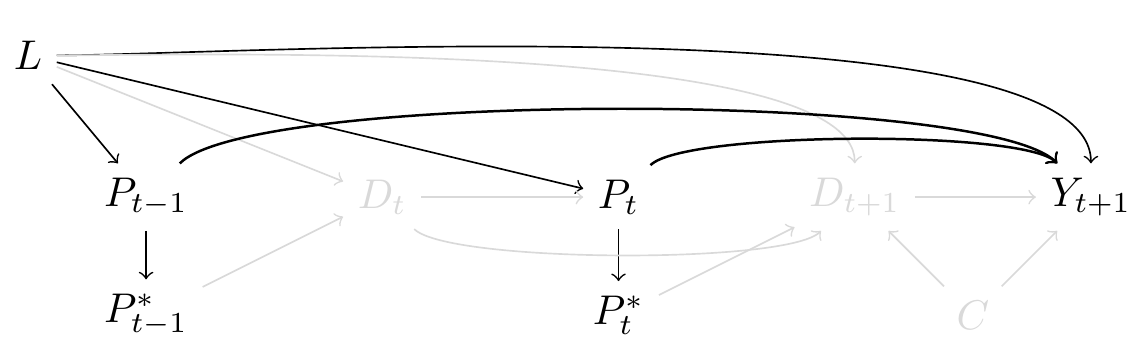 L
P_{t−1} D_t P_t D_{t+1} Y_{t+1}
P*_{t−1} P*_t C